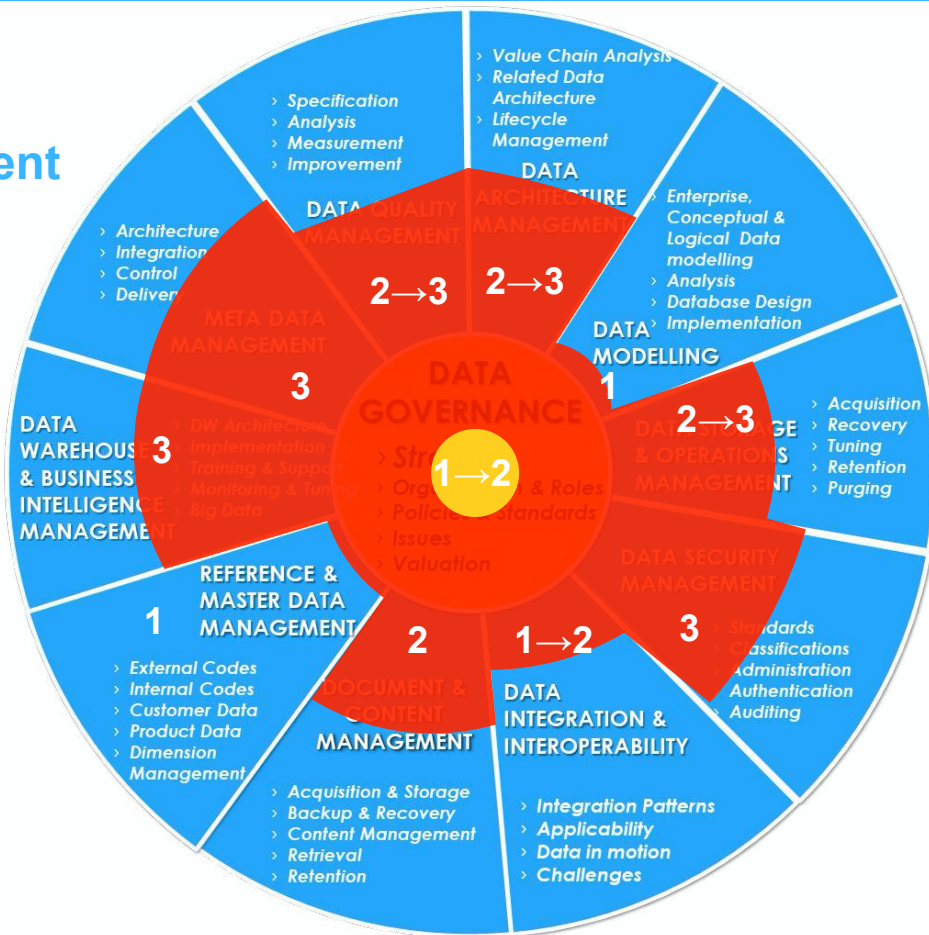 ent
› Value Chain Analysis
› Related Data
Architecture
› Lifecycle
Management
DATA
ARCHITECTURE
MANAGEMENT
2→3
› Specification
› Analysis
› Measurement
› Improvement
DATA QUALITY
MANAGEMENT
2→3
› Enterprise,
Conceptual &
Logical Data
modelling
› Analysis
› Database Design
› Implementation
DATA
MODELLING
1
› Architecture
› Integration
› Control
› Deliver
META DATA
MANAGEMENT
3
DATA STORAGE
& OPERATIONS
MANAGEMENT
2→3
› Acquisition
› Recovery
› Tuning
› Retention
› Purging
DATA
GOVERNANCE
› Organisation & Roles
› Policies & Standards
› Issues
› Valuation
1→2
DATA
WAREHOUSE
& BUSINESS
INTELLIGENCE
MANAGEMENT
3
› DW Architecture
› Implementation
› Training & Support
› Monitoring & Tuning
› Big Data
DATA SECURITY
MANAGEMENT
3
› Standards
› Classifications
› Administration
› Authentication
› Auditing
REFERENCE &
MASTER DATA
MANAGEMENT
1
› External Codes
› Internal Codes
› Customer Data
› Product Data
› Dimension
Management
2
DOCUMENT &
CONTENT
MANAGEMENT
› Acquisition & Storage
› Backup & Recovery
› Content Management
› Retrieval
› Retention
1→2
DATA
INTEGRATION &
INTEROPERABILITY
› Integration Patterns
› Applicability
› Data in motion
› Challenges